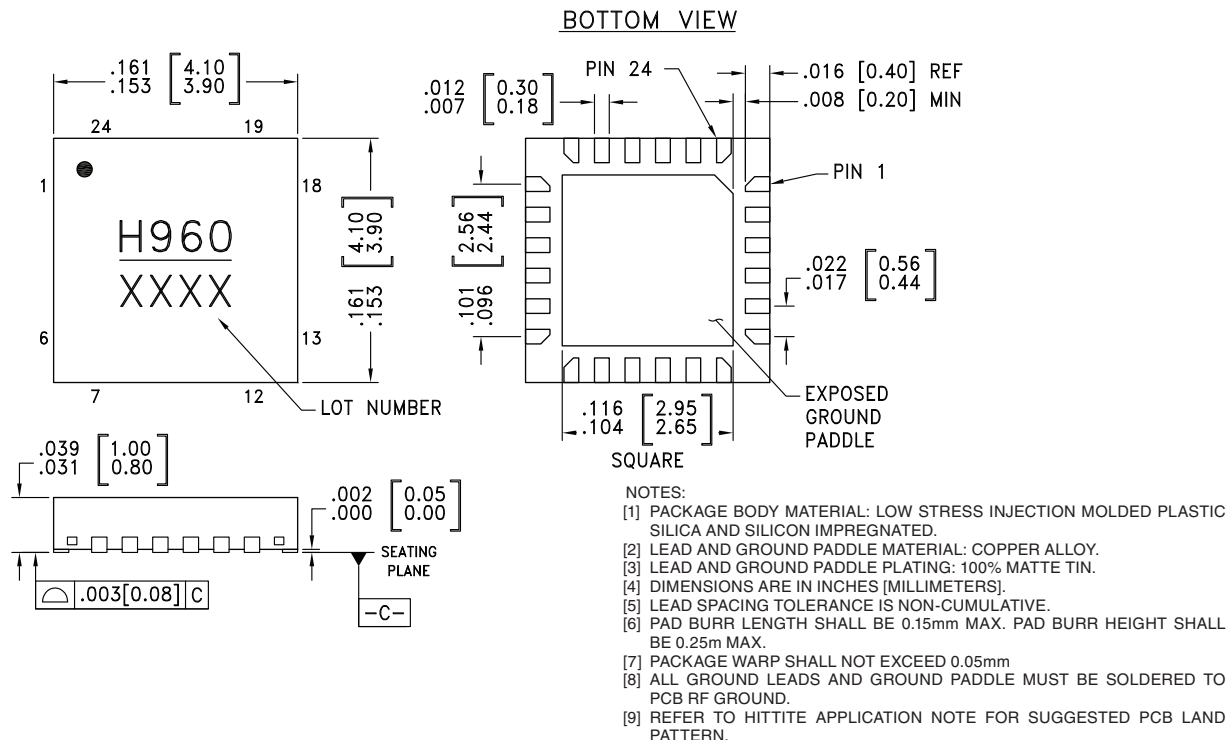 BOTTOM VIEW
.161 [4.10]
.153 [3.90]
24 19
1 18
H960
XXXX
6 13
7 12
LOT NUMBER
.161 [4.10]
.153 [3.90]
.012 [0.30]
.007 [0.18]
PIN 24
.016 [0.40] REF
.008 [0.20] MIN
PIN 1
.101 [2.56]
.096 [2.44]
.022 [0.56]
.017 [0.44]
.116 [2.95]
.104 [2.65]
SQUARE
EXPOSED
GROUND
PADDLE
.039 [1.00]
.031 [0.80]
.002 [0.05]
.000 [0.00]
SEATING
PLANE
.003[0.08] C
-C-
NOTES:
[1] PACKAGE BODY MATERIAL: LOW STRESS INJECTION MOLDED PLASTIC
SILICA AND SILICON IMPREGNATED.
[2] LEAD AND GROUND PADDLE MATERIAL: COPPER ALLOY.
[3] LEAD AND GROUND PADDLE PLATING: 100% MATTE TIN.
[4] DIMENSIONS ARE IN INCHES [MILLIMETERS].
[5] LEAD SPACING TOLERANCE IS NON-CUMULATIVE.
[6] PAD BURR LENGTH SHALL BE 0.15mm MAX. PAD BURR HEIGHT SHALL
BE 0.25m MAX.
[7] PACKAGE WARP SHALL NOT EXCEED 0.05mm
[8] ALL GROUND LEADS AND GROUND PADDLE MUST BE SOLDERED TO
PCB RF GROUND.
[9] REFER TO HITTITE APPLICATION NOTE FOR SUGGESTED PCB LAND
PATTERN.